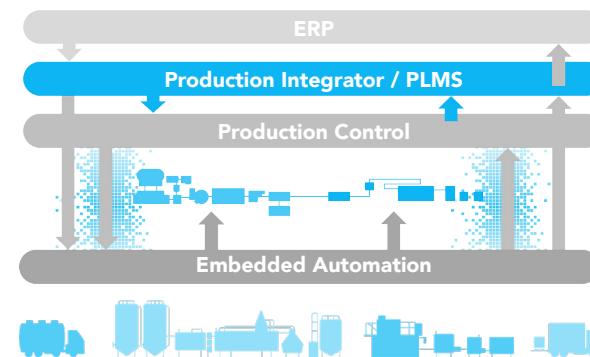 ERP
Production Integrator / PLMS
Production Control
Embedded Automation